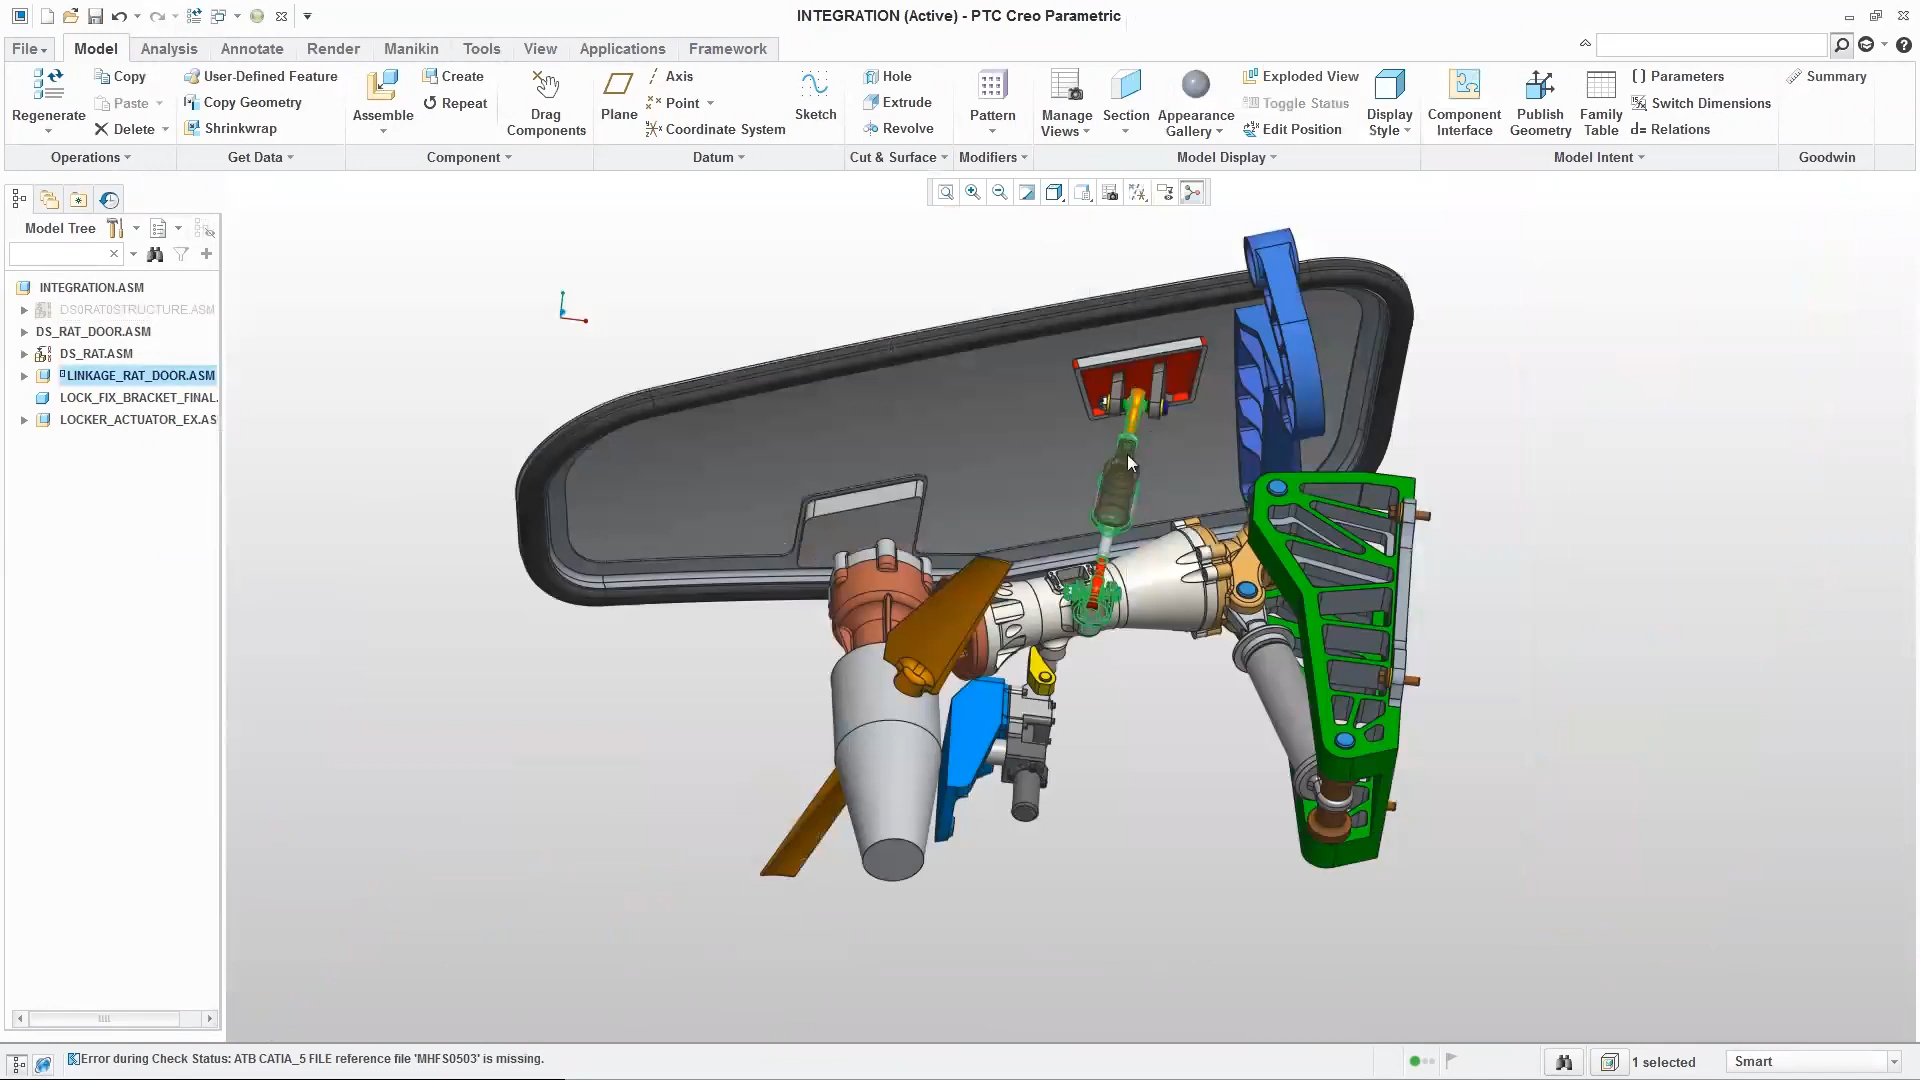 INTEGRATION (Active) - PTC Creo Parametric
File Model Analysis Annotate Render Manikin Tools View Applications Framework
Regenerate
Copy
Paste
Delete
Operations
User-Defined Feature
Copy Geometry
Shrinkwrap
Get Data
Assemble
Create
Repeat
Drag
Components
Component
Plane
Axis
Point
Coordinate System
Sketch
Datum
Hole
Extrude
Revolve
Cut & Surface
Pattern
Modifiers
Manage
Views
Section
Appearance
Gallery
Exploded View
Toggle Status
Edit Position
Display
Style
Model Display
Component
Interface
Publish
Geometry
Family
Table
Parameters
Switch Dimensions
d= Relations
Model Intent
Summary
Goodwin
Model Tree
INTEGRATION.ASM
DS0RAT0STRUCTURE.ASM
DS_RAT_DOOR.ASM
DS_RAT.ASM
LINKAGE_RAT_DOOR.ASM
LOCK_FIX_BRACKET_FINAL.
LOCKER_ACTUATOR_EX.AS
Error during Check Status: ATB CATIA_5 FILE reference file 'MHFS0503' is missing.
1 selected
Smart